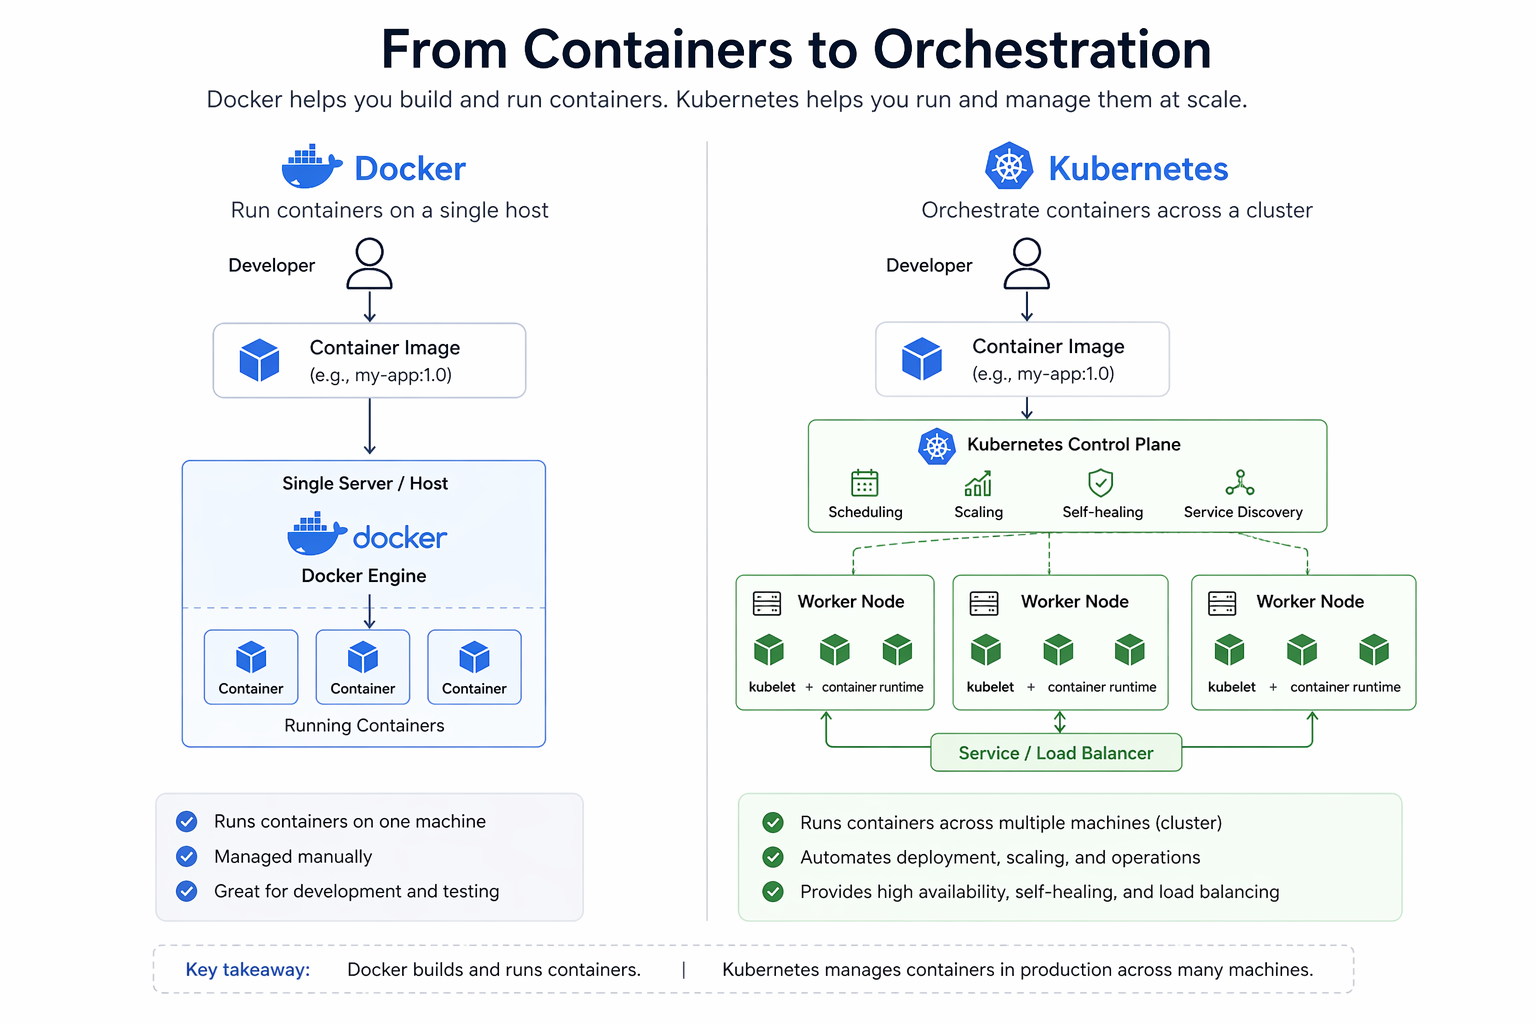 From Containers to Orchestration
Docker helps you build and run containers. Kubernetes helps you run and manage them at scale.
Docker
Run containers on a single host
Developer
Container Image
(e.g., my-app:1.0)
Single Server / Host
docker
Docker Engine
Container
Container
Container
Running Containers
Runs containers on one machine
Managed manually
Great for development and testing
Kubernetes
Orchestrate containers across a cluster
Developer
Container Image
(e.g., my-app:1.0)
Kubernetes Control Plane
Scheduling
Scaling
Self-healing
Service Discovery
Worker Node
kubelet + container runtime
Worker Node
kubelet + container runtime
Worker Node
kubelet + container runtime
Service / Load Balancer
Runs containers across multiple machines (cluster)
Automates deployment, scaling, and operations
Provides high availability, self-healing, and load balancing
Key takeaway: Docker builds and runs containers. | Kubernetes manages containers in production across many machines.